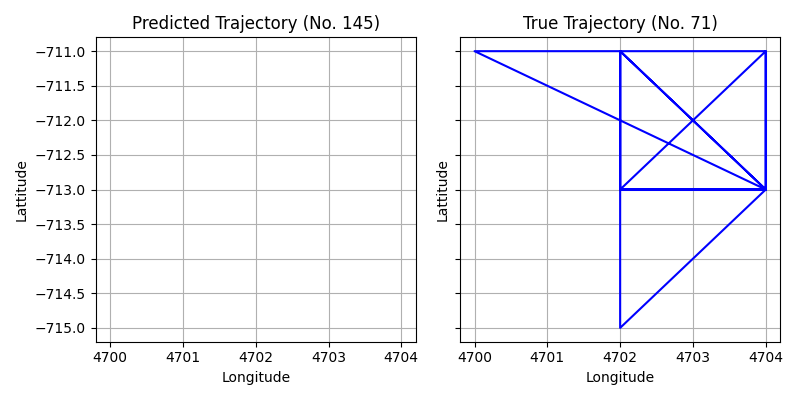 Predicted Trajectory (No. 145)
True Trajectory (No. 71)
−711.0
−711.5
−712.0
−712.5
−713.0
−713.5
−714.0
−714.5
−715.0
Lattitude
Lattitude
4700 4701 4702 4703 4704
4700 4701 4702 4703 4704
Longitude
Longitude